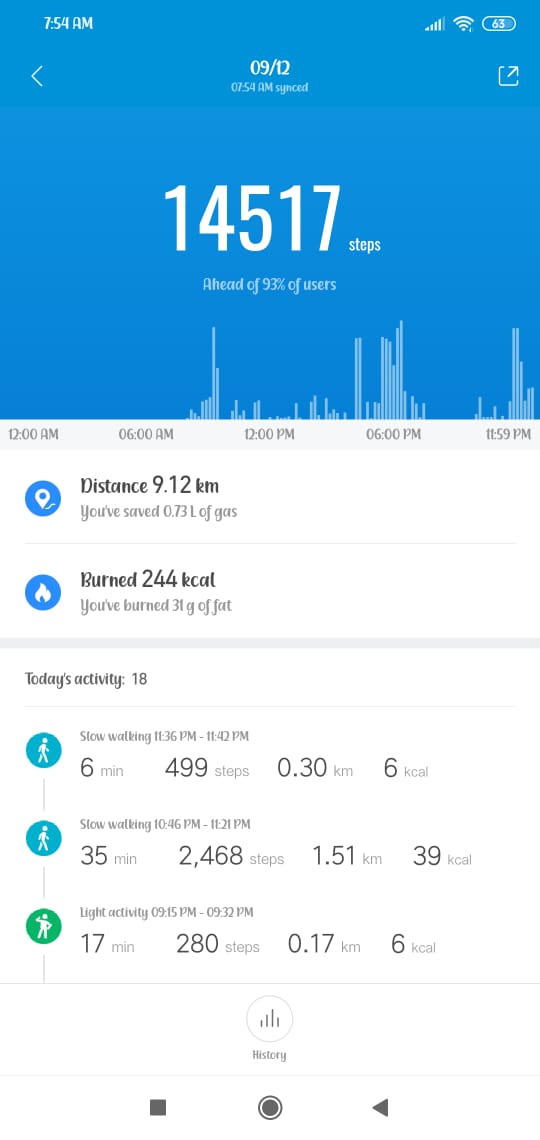 7:54 AM
63
09/12
07:54 AM synced
14517 steps
Ahead of 93% of users
12:00 AM 06:00 AM 12:00 PM 06:00 PM 11:59 PM
Distance 9.12 km
You've saved 0.73 L of gas
Burned 244 kcal
You've burned 31 g of fat
Today's activity: 18
Slow walking 11:36 PM - 11:42 PM
6 min 499 steps 0.30 km 6 kcal
Slow walking 10:46 PM - 11:21 PM
35 min 2,468 steps 1.51 km 39 kcal
Light activity 09:15 PM - 09:32 PM
17 min 280 steps 0.17 km 6 kcal
History